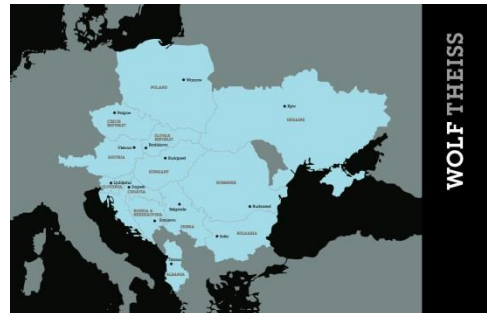 POLAND
Warsaw
Prague
CZECH
REPUBLIC
Kyiv
UKRAINE
SLOVAK
REPUBLIC
Bratislava
Vienna
AUSTRIA
Budapest
HUNGARY
Ljubljana
SLOVENIA
Zagreb
CROATIA
ROMANIA
Bucharest
Belgrade
BOSNIA &
HERZEGOVINA
Sarajevo
SERBIA
Sofia
BULGARIA
Tirana
ALBANIA
WOLF THEISS